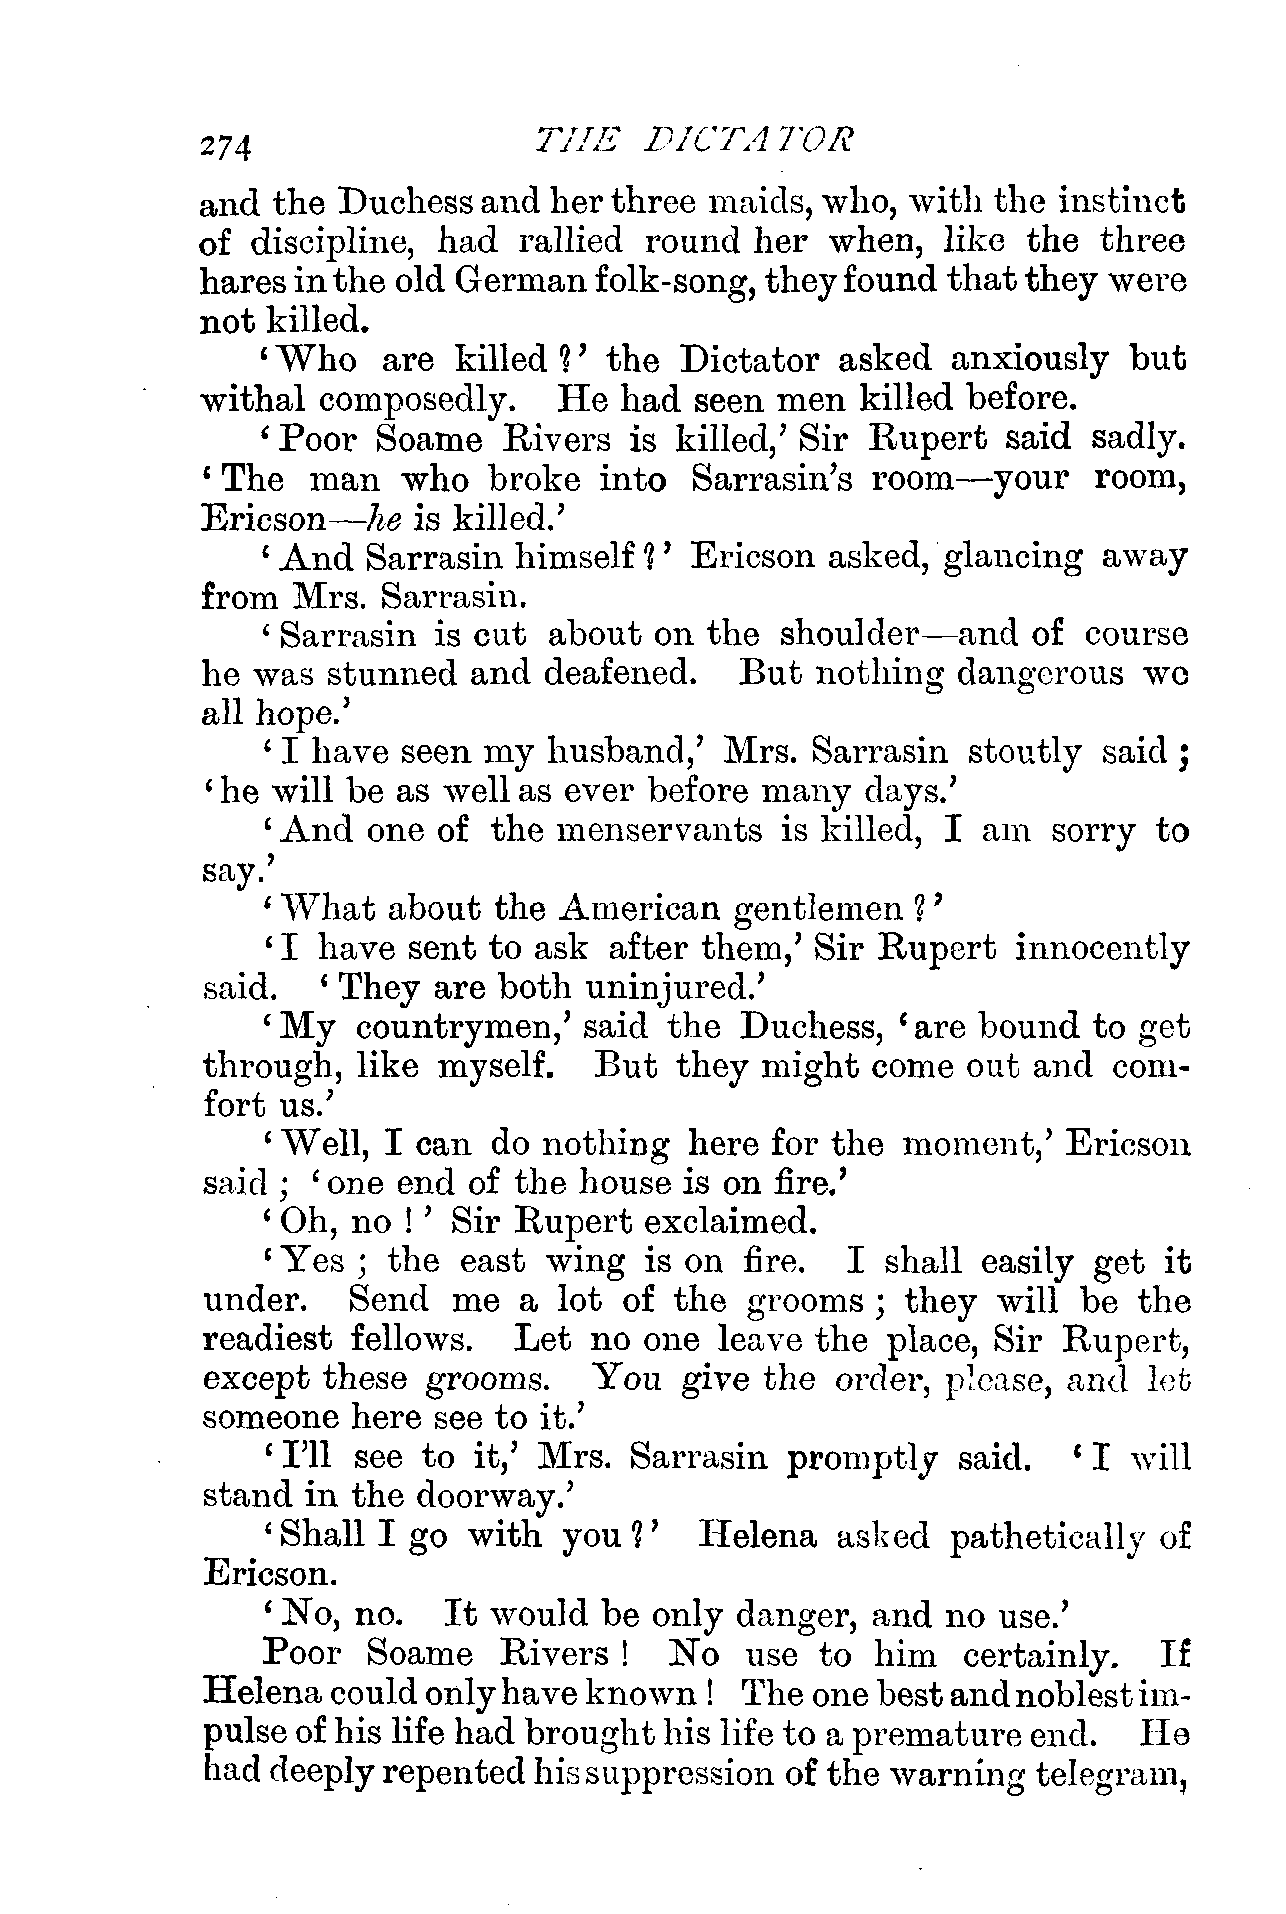 274 THE DICTATOR
and the Duchess and her three maids, who, with the instinct
of discipline, had rallied round her when, like the three
hares in the old German folk-song, they found that they were
not killed.
‘Who are killed?’ the Dictator asked anxiously but
withal composedly. He had seen men killed before.
‘Poor Soame Rivers is killed,’ Sir Rupert said sadly.
‘The man who broke into Sarrasin’s room—your room,
Ericson—he is killed.’
‘And Sarrasin himself?’ Ericson asked, glancing away
from Mrs. Sarrasin.
‘Sarrasin is cut about on the shoulder—and of course
he was stunned and deafened. But nothing dangerous we
all hope.’
‘I have seen my husband,’ Mrs. Sarrasin stoutly said;
‘he will be as well as ever before many days.’
‘And one of the menservants is killed, I am sorry to
say.’
‘What about the American gentlemen?’
‘I have sent to ask after them,’ Sir Rupert innocently
said. ‘They are both uninjured.’
‘My countrymen,’ said the Duchess, ‘are bound to get
through, like myself. But they might come out and com-
fort us.’
‘Well, I can do nothing here for the moment,’ Ericson
said; ‘one end of the house is on fire.’
‘Oh, no!’ Sir Rupert exclaimed.
‘Yes; the east wing is on fire. I shall easily get it
under. Send me a lot of the grooms; they will be the
readiest fellows. Let no one leave the place, Sir Rupert,
except these grooms. You give the order, please, and let
someone here see to it.’
‘I’ll see to it,’ Mrs. Sarrasin promptly said. ‘I will
stand in the doorway.’
‘Shall I go with you?’ Helena asked pathetically of
Ericson.
‘No, no. It would be only danger, and no use.’
Poor Soame Rivers! No use to him certainly. If
Helena could only have known! The one best and noblest im-
pulse of his life had brought his life to a premature end. He
had deeply repented his suppression of the warning telegram,